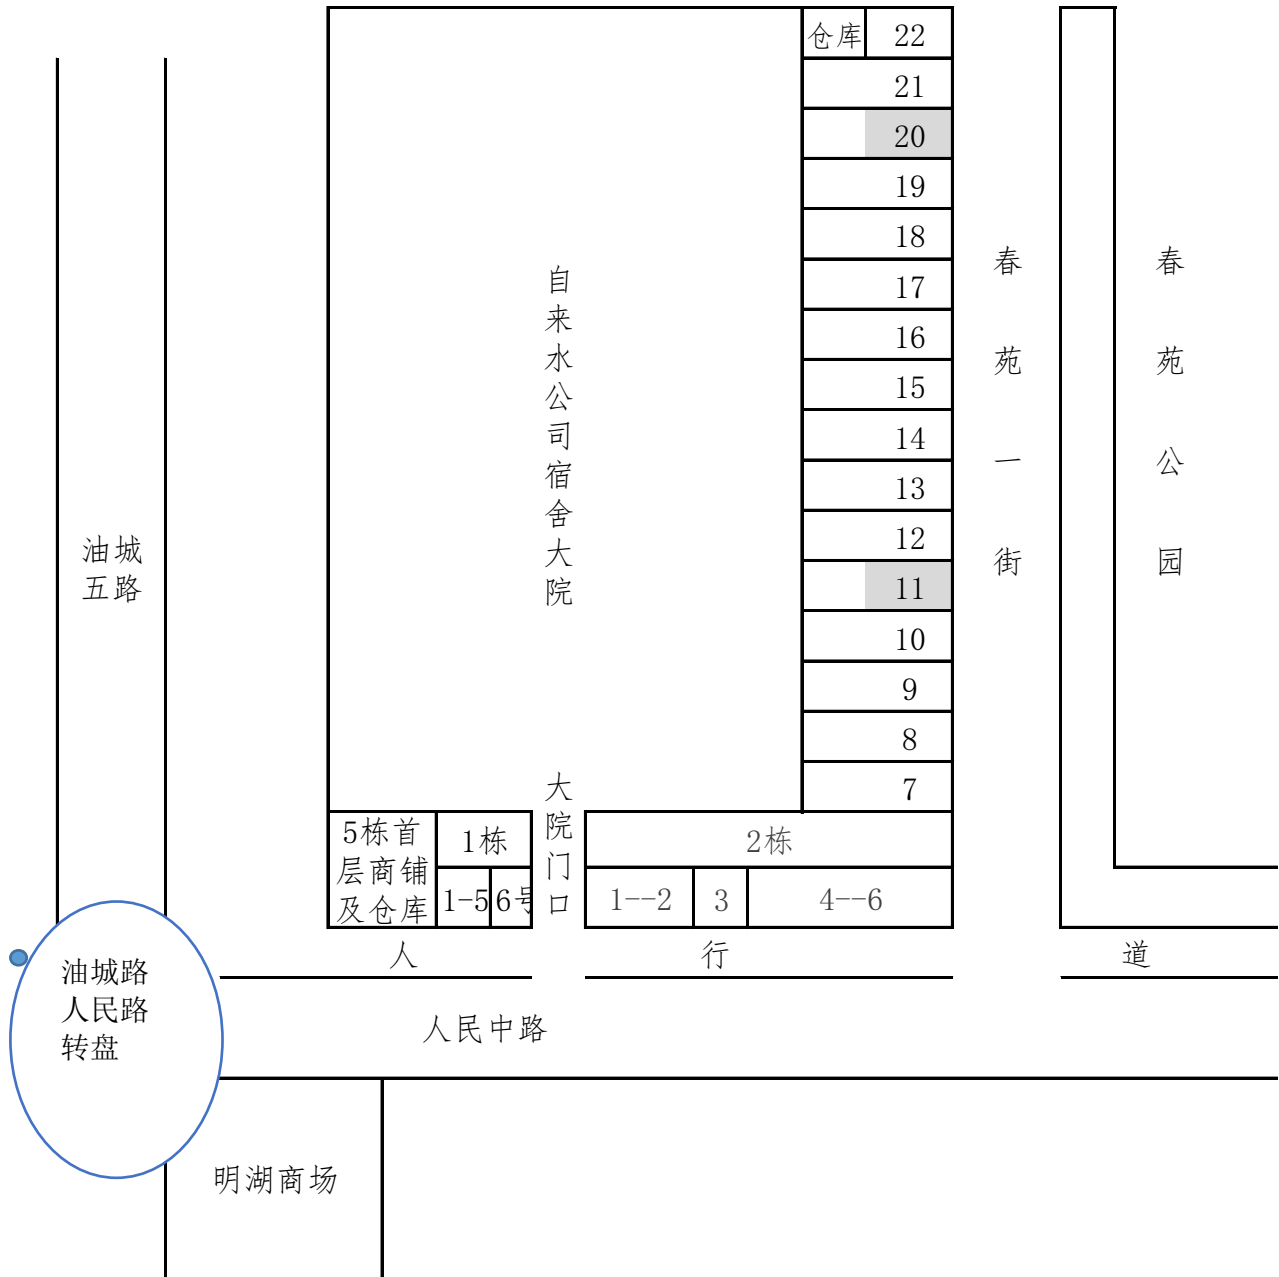 仓库 22
21
20
19
18
17
16
15
14
13
12
11
10
9
8
7
自来水公司宿舍大院
春苑一街
春苑公园
油城
五路
大院门口
5栋首
层商铺
及仓库
1栋
1-5 6号
2栋
1--2 3 4--6
人行道
油城路
人民路
转盘
人民中路
明湖商场